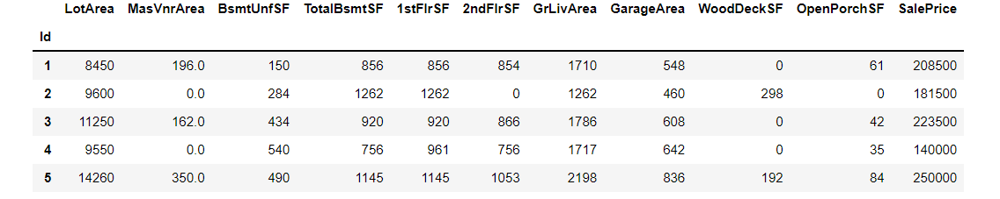 LotArea MasVnrArea BsmtUnfSF TotalBsmtSF 1stFlrSF 2ndFlrSF GrLivArea GarageArea WoodDeckSF OpenPorchSF SalePrice
Id
1 8450 196.0 150 856 856 854 1710 548 0 61 208500
2 9600 0.0 284 1262 1262 0 1262 460 298 0 181500
3 11250 162.0 434 920 920 866 1786 608 0 42 223500
4 9550 0.0 540 756 961 756 1717 642 0 35 140000
5 14260 350.0 490 1145 1145 1053 2198 836 192 84 250000